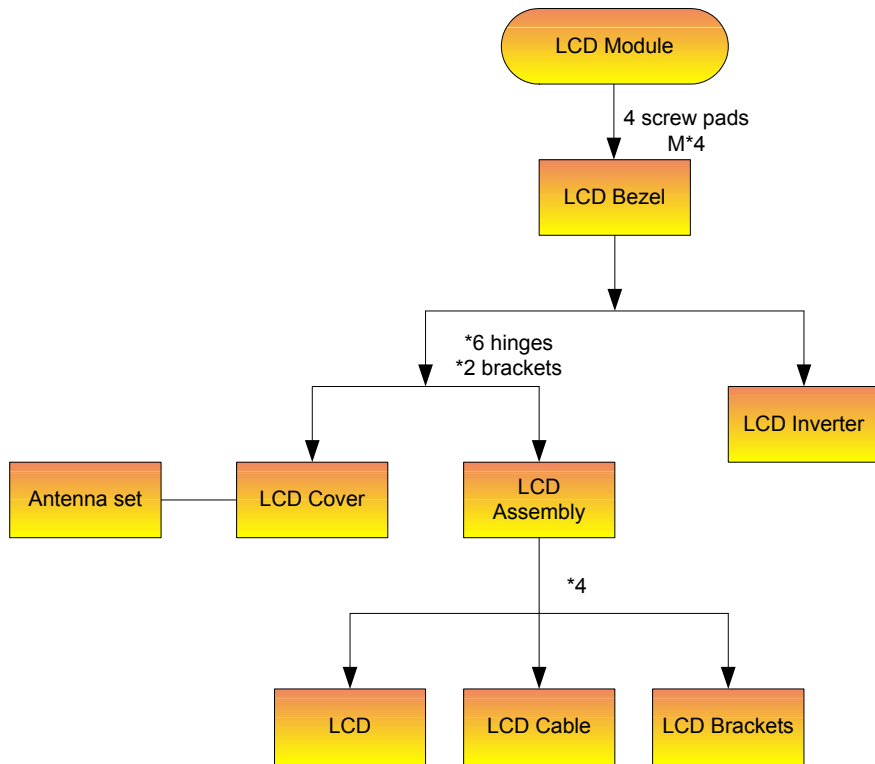 LCD Module
4 screw pads
M*4
LCD Bezel
*6 hinges
*2 brackets
LCD Inverter
Antenna set
LCD Cover
LCD
Assembly
*4
LCD
LCD Cable
LCD Brackets